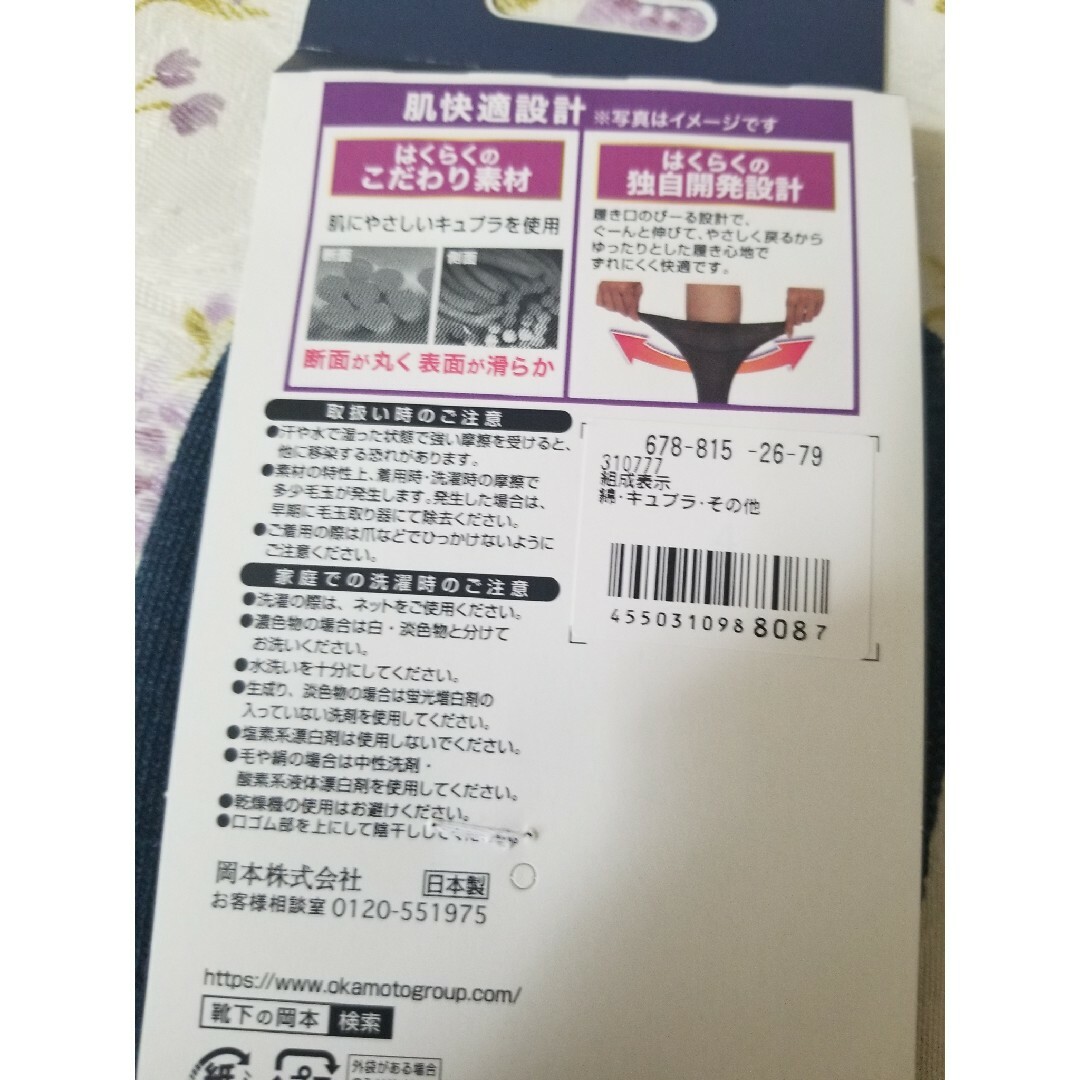 肌快適設計 ※写真はイメージです
はくらくの
こだわり素材
肌にやさしいキュプラを使用
断面
表面
断面が丸く 表面が滑らか
はくらくの
独自開発設計
履き口のびーる設計で、
ぐーんと伸びて、やさしく戻るから
ゆったりとした履き心地で
ずれにくく快適です。
取扱い時のご注意
●汗や水で湿った状態で強い摩擦を受けると、
他に移染する恐れがあります。
●素材の特性上、着用時・洗濯時の摩擦で
多少毛玉が発生します。発生した場合は、
早期に毛玉取り器にて除去ください。
●ご着用の際は爪などでひっかけないように
ご注意ください。
678-815 -26-79
310777
組成表示
綿・キュプラ・その他
4550310988087
家庭での洗濯時のご注意
●洗濯の際は、ネットをご使用ください。
●濃色物の場合は白・淡色物と分けて
お洗いください。
●水洗いを十分にしてください。
●生成り、淡色物の場合は蛍光増白剤の
入っていない洗剤を使用してください。
●塩素系漂白剤は使用しないでください。
●毛や絹の場合は中性洗剤・
酸素系液体漂白剤を使用してください。
●乾燥機の使用はお避けください。
●口ゴム部を上にして陰干し
岡本株式会社 日本製
お客様相談室 0120-551975
https://www.okamotogroup.com/
靴下の岡本 検索
紙
外袋がある場合